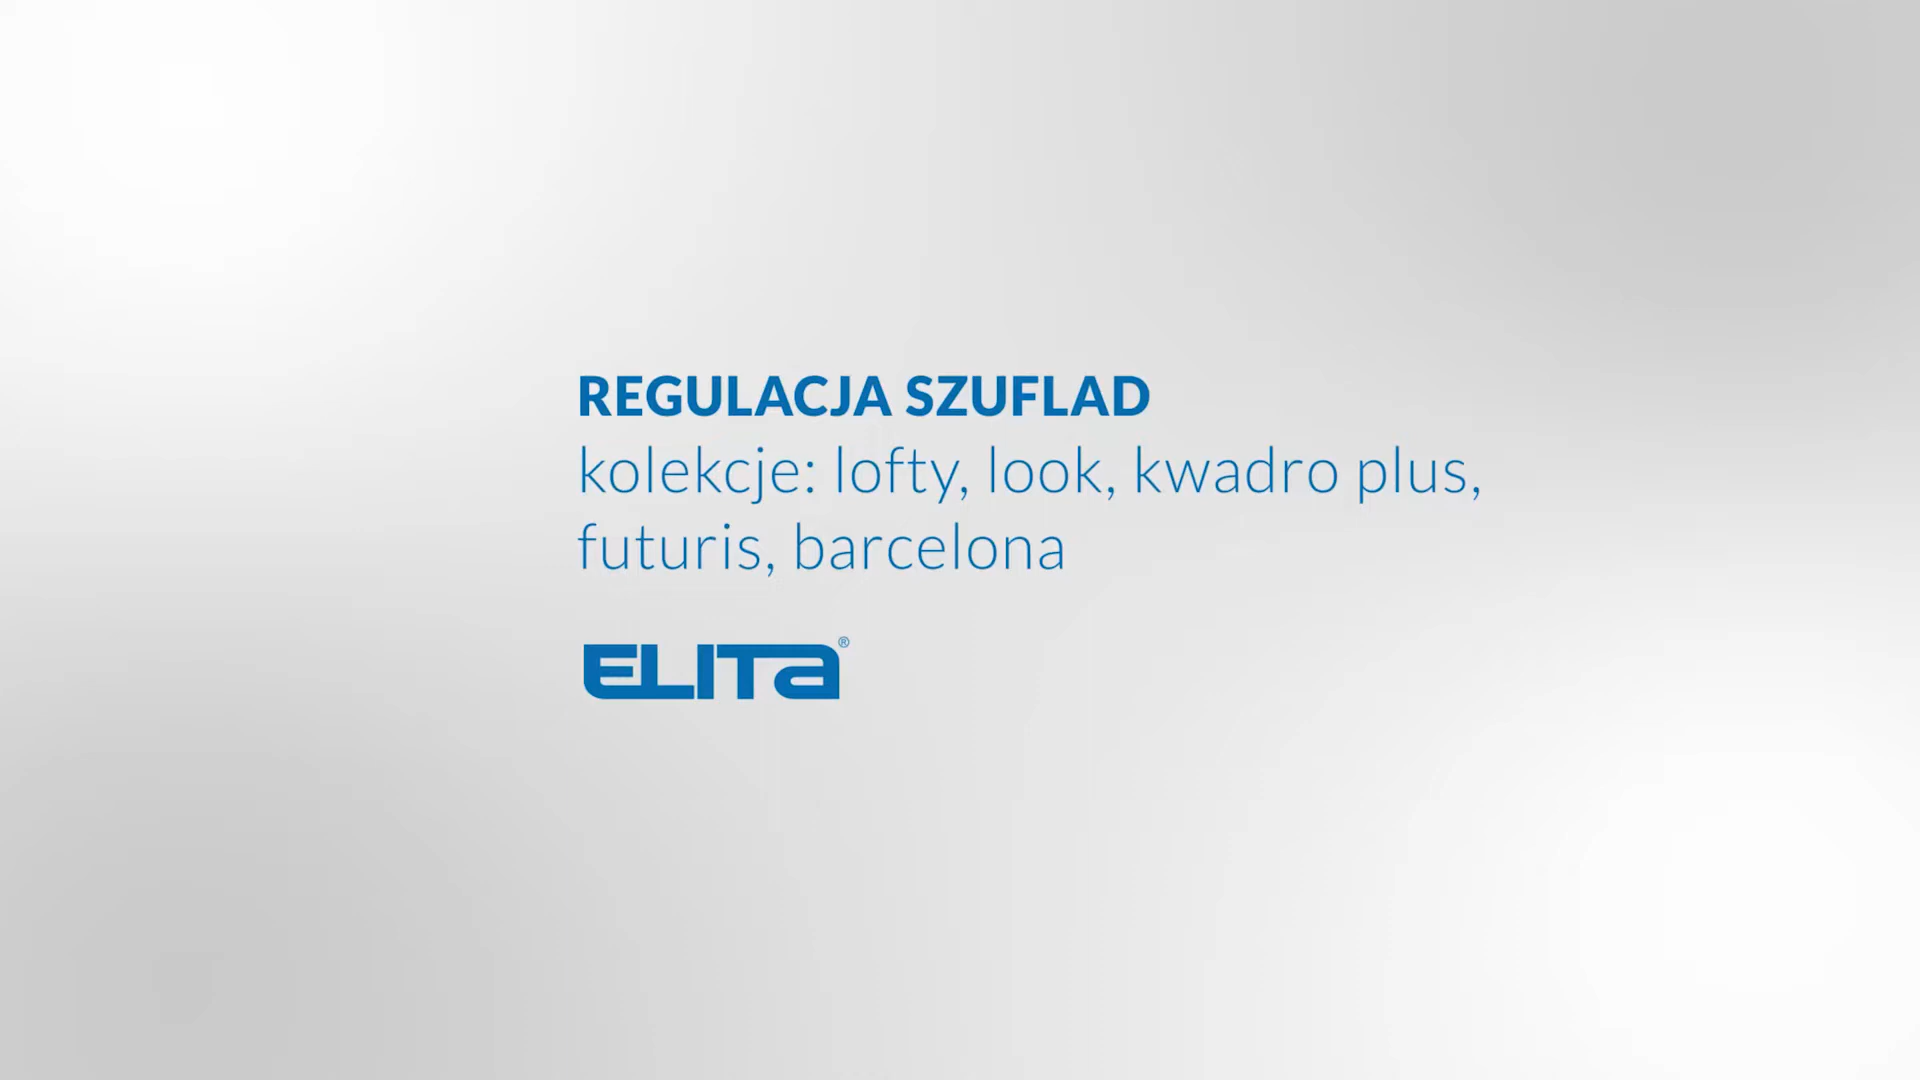 REGULACJA SZUFLAD
kolekcje: lofty, look, kwadro plus,
futuris, barcelona
ELITa®